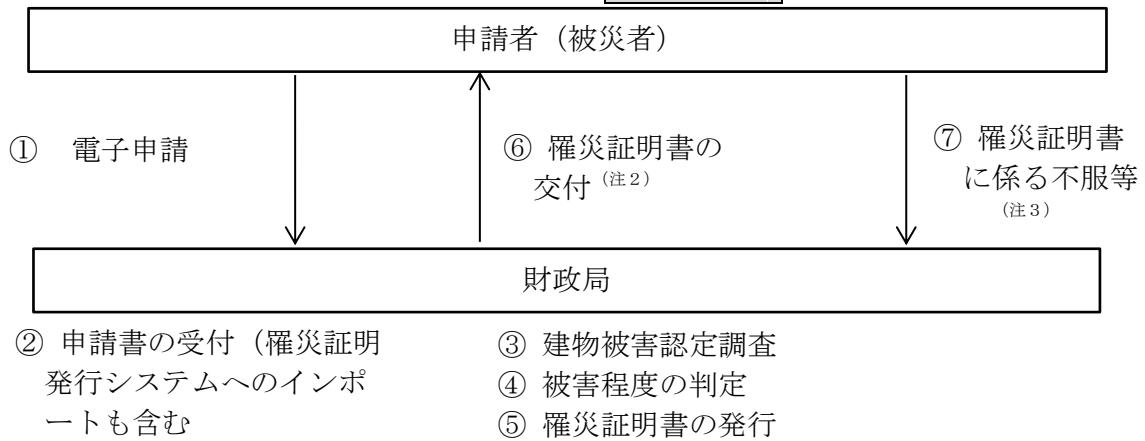 申請者（被災者）
① 電子申請
⑥ 罹災証明書の
交付（注２）
⑦ 罹災証明書
に係る不服等
（注３）
財政局
② 申請書の受付（罹災証明
発行システムへのインポ
ートも含む
③ 建物被害認定調査
④ 被害程度の判定
⑤ 罹災証明書の発行